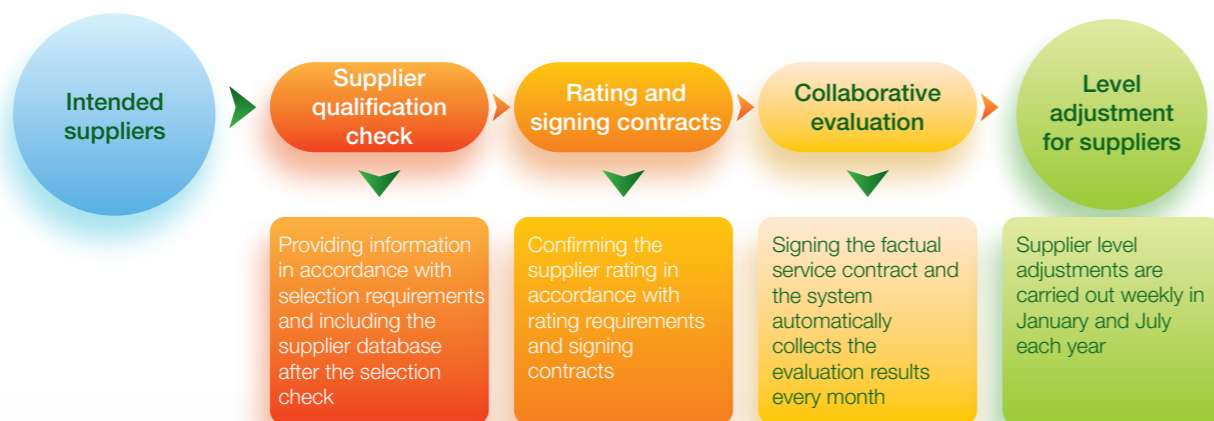 Intended
suppliers
Supplier
qualification
check
Rating and
signing contracts
Collaborative
evaluation
Level
adjustment
for suppliers
Providing information
in accordance with
selection requirements
and including the
supplier database
after the selection
check
Confirming the
supplier rating in
accordance with
rating requirements
and signing
contracts
Signing the factual
service contract and
the system
automatically
collects the
evaluation results
every month
Supplier level
adjustments are
carried out weekly in
January and July
each year